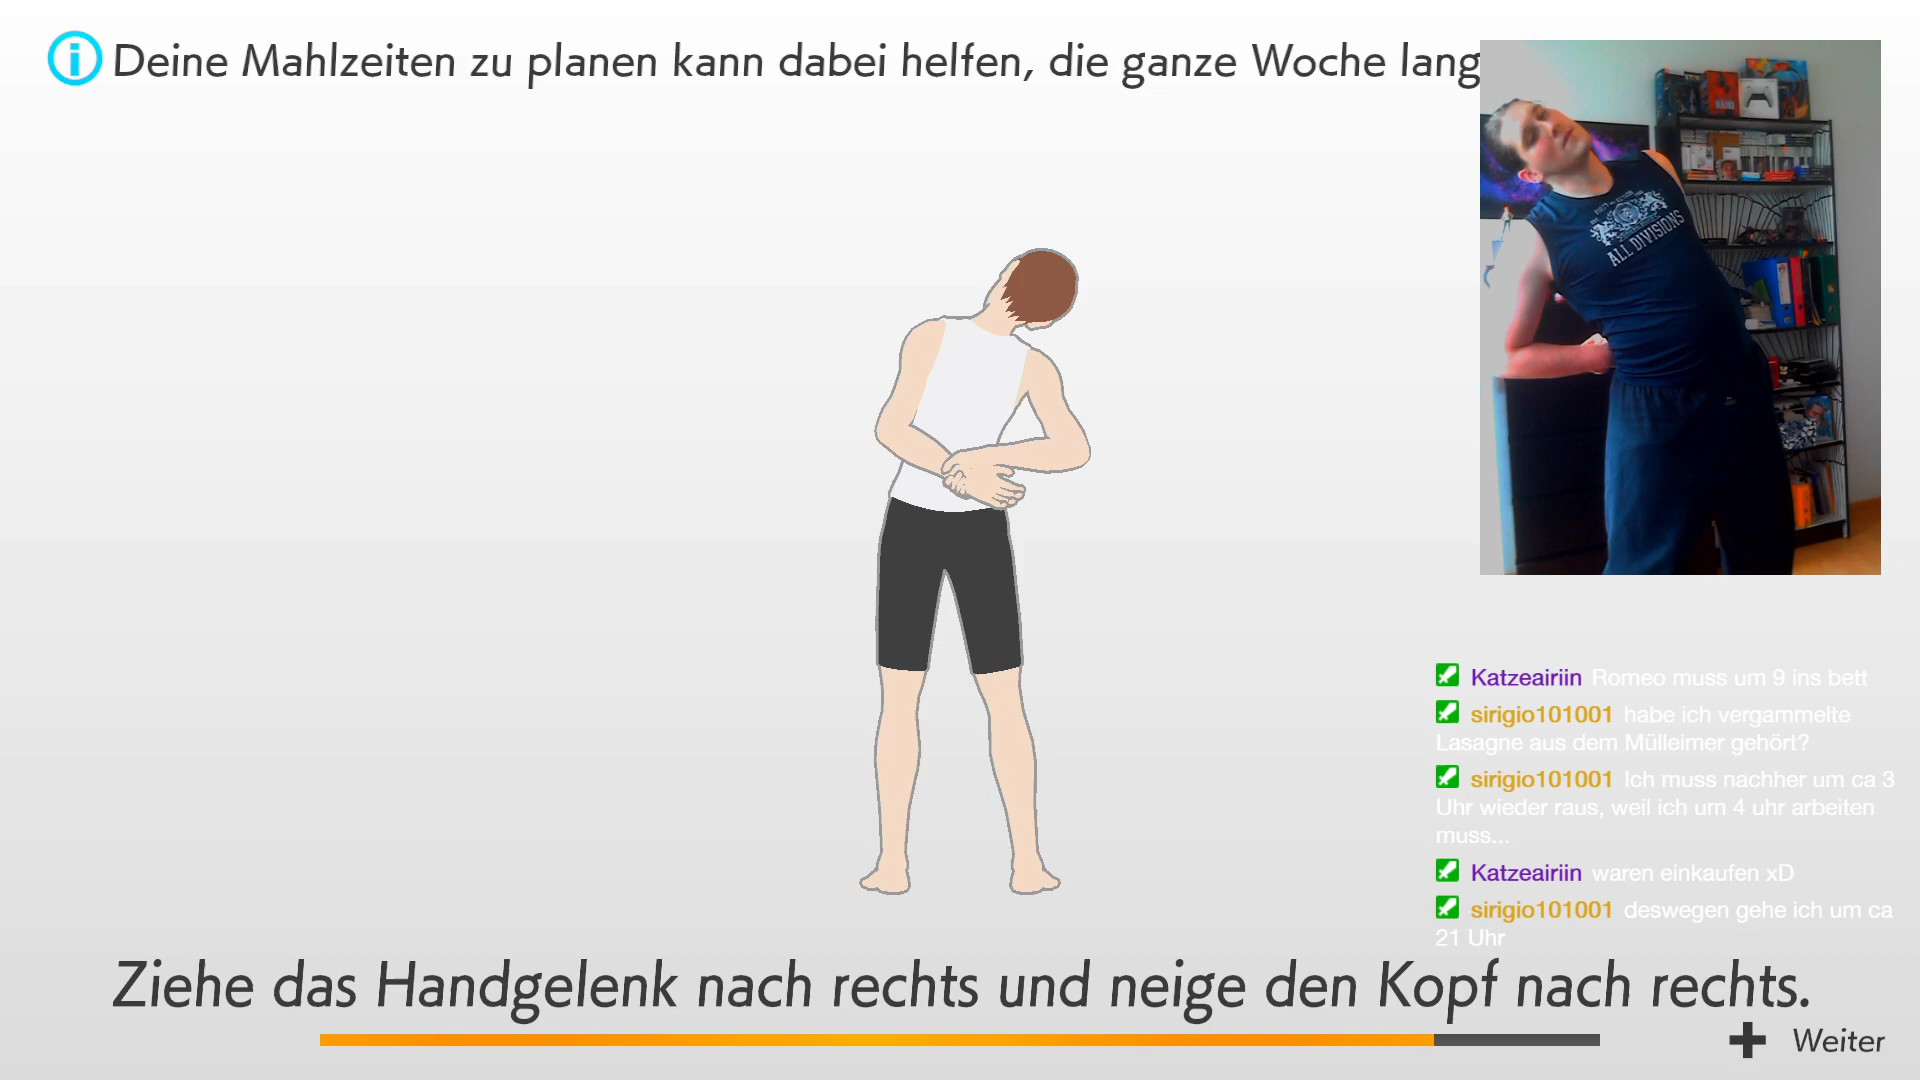 Deine Mahlzeiten zu planen kann dabei helfen, die ganze Woche lang
ALL DIVISIONS
Katzeairiin Romeo muss um 9 ins bett
sirigio101001 habe ich vergammelte
Lasagne aus dem Mülleimer gehört?
sirigio101001 Ich muss nachher um ca 3
Uhr wieder raus, weil ich um 4 uhr arbeiten
muss...
Katzeairiin waren einkaufen xD
sirigio101001 deswegen gehe ich um ca
21 Uhr
Ziehe das Handgelenk nach rechts und neige den Kopf nach rechts.
Weiter